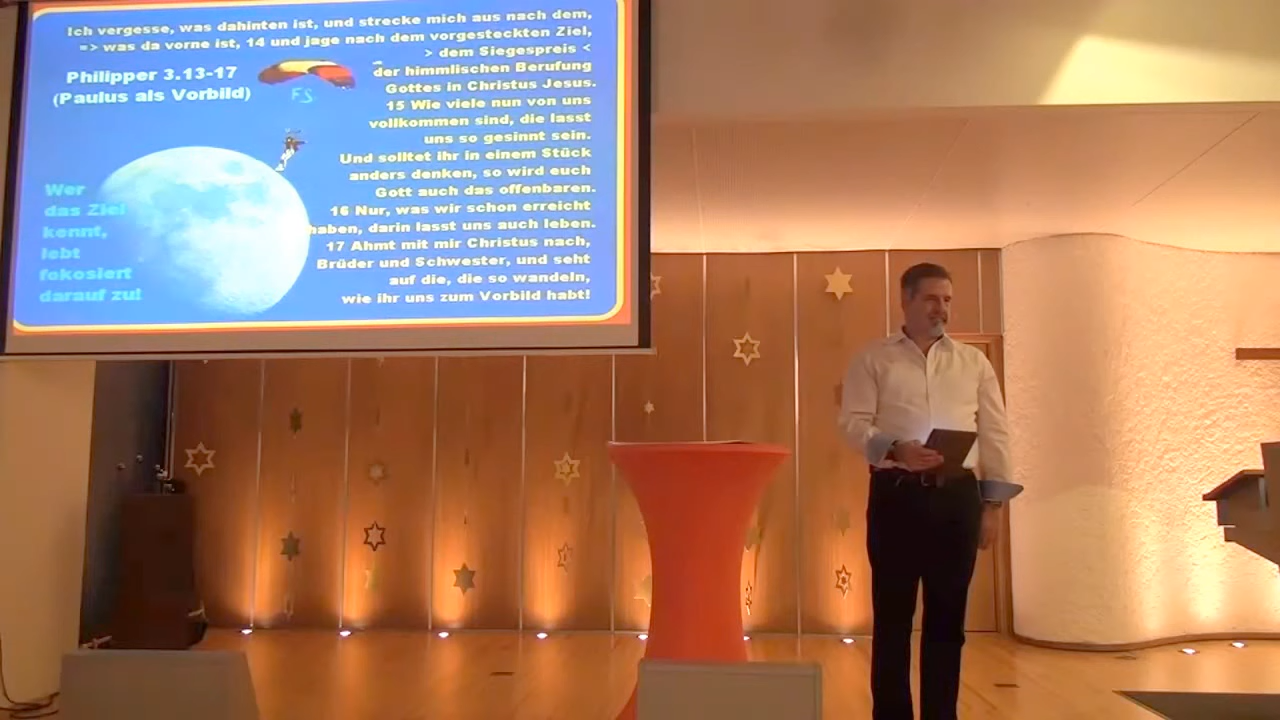 Ich vergesse, was dahinten ist, und strecke mich aus nach dem,
=> was da vorne ist, 14 und jage nach dem vorgesteckten Ziel,
> dem Siegespreis <
der himmlischen Berufung
Gottes in Christus Jesus.
15 Wie viele nun von uns
vollkommen sind, die lasst
uns so gesinnt sein.
Und solltet ihr in einem Stück
anders denken, so wird euch
Gott auch das offenbaren.
16 Nur, was wir schon erreicht
haben, darin lasst uns auch leben.
17 Ahmt mit mir Christus nach,
Brüder und Schwester, und seht
auf die, die so wandeln,
wie ihr uns zum Vorbild habt!
Philipper 3.13-17
(Paulus als Vorbild)
F.S.
Wer
das Ziel
kennt,
lebt
fokosiert
darauf zu!